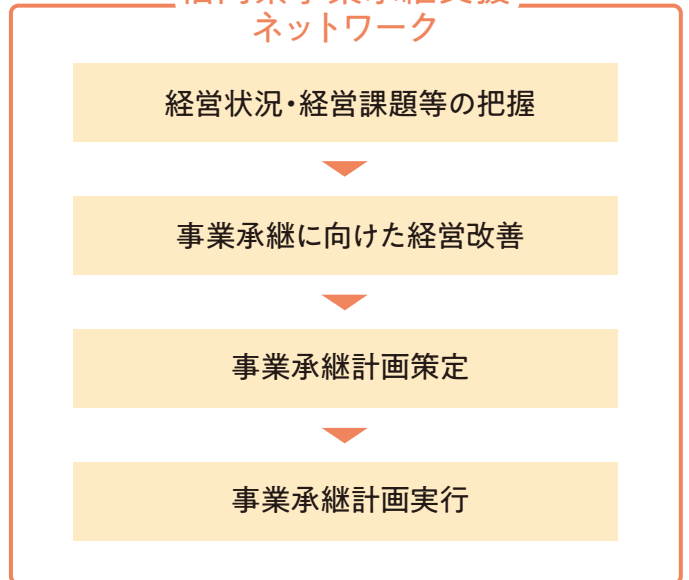 ネットワーク
経営状況・経営課題等の把握
事業承継に向けた経営改善
事業承継計画策定
事業承継計画実行